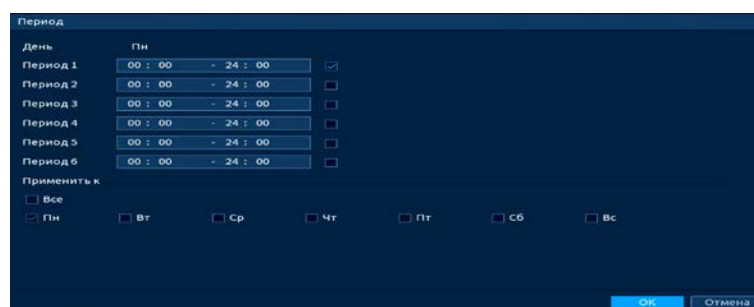 Период
День Пн
Период 1 00 : 00 - 24 : 00
Период 2 00 : 00 - 24 : 00
Период 3 00 : 00 - 24 : 00
Период 4 00 : 00 - 24 : 00
Период 5 00 : 00 - 24 : 00
Период 6 00 : 00 - 24 : 00
Применить к
Все
Пн Вт Ср Чт Пт Сб Вс
OK Отмена